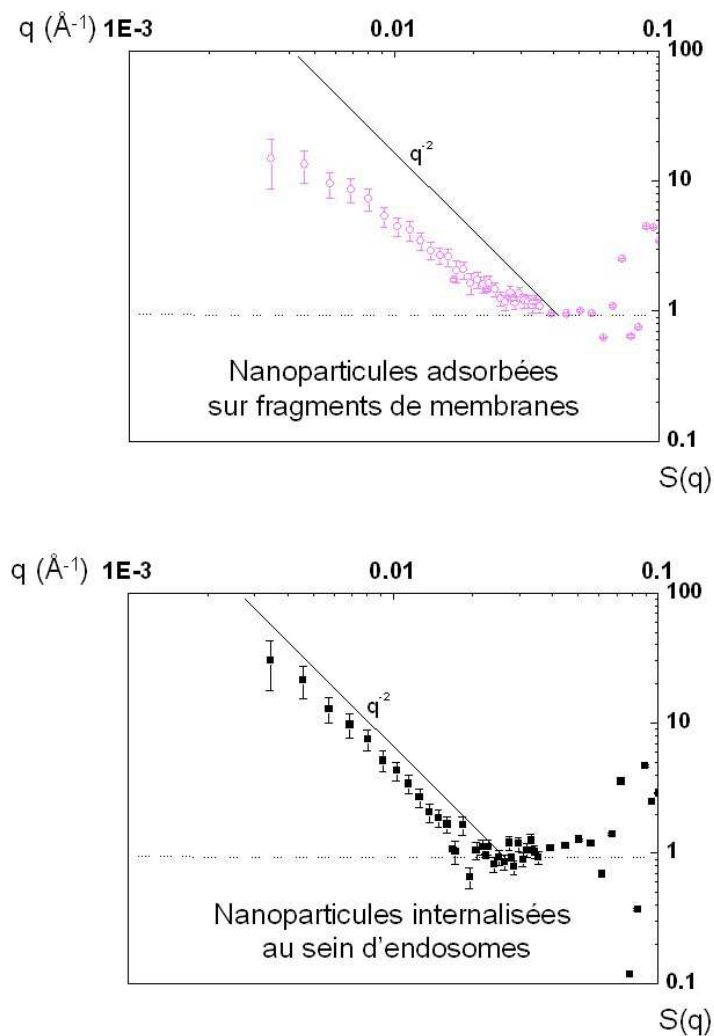 q (Å-1) 1E-3 0.01 0.1
100
q-2
10
1
Nanoparticules adsorbées
sur fragments de membranes
0.1
S(q)
q (Å-1) 1E-3 0.01 0.1
100
q-2
10
1
Nanoparticules internalisées
au sein d'endosomes
0.1
S(q)